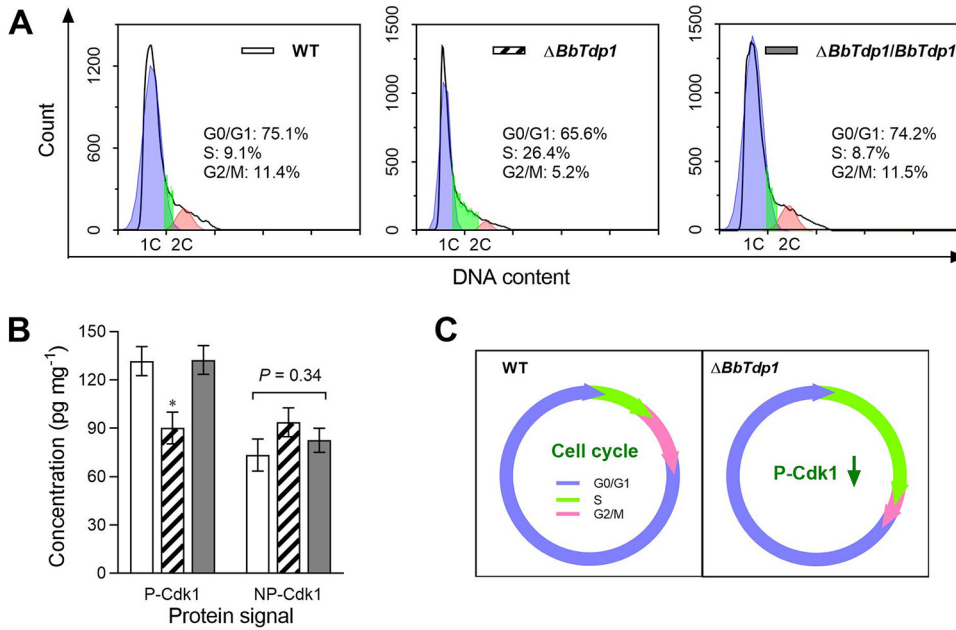 A
Count
1200
600
0
WT
G0/G1: 75.1%
S: 9.1%
G2/M: 11.4%
1C 2C
1500
1000
500
0
ΔBbTdp1
G0/G1: 65.6%
S: 26.4%
G2/M: 5.2%
1C 2C
1500
1000
500
0
ΔBbTdp1/BbTdp1
G0/G1: 74.2%
S: 8.7%
G2/M: 11.5%
1C 2C
DNA content
B
Concentration (pg mg⁻¹)
150
120
90
60
30
0
*
P = 0.34
P-Cdk1 NP-Cdk1
Protein signal
C
WT
Cell cycle
G0/G1
S
G2/M
ΔBbTdp1
P-Cdk1